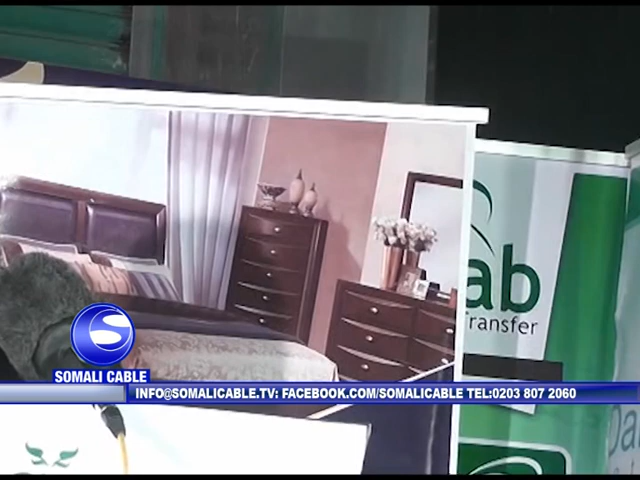 ab
Transfer
SOMALI CABLE
INFO@SOMALICABLE.TV: FACEBOOK.COM/SOMALICABLE TEL:0203 807 2060